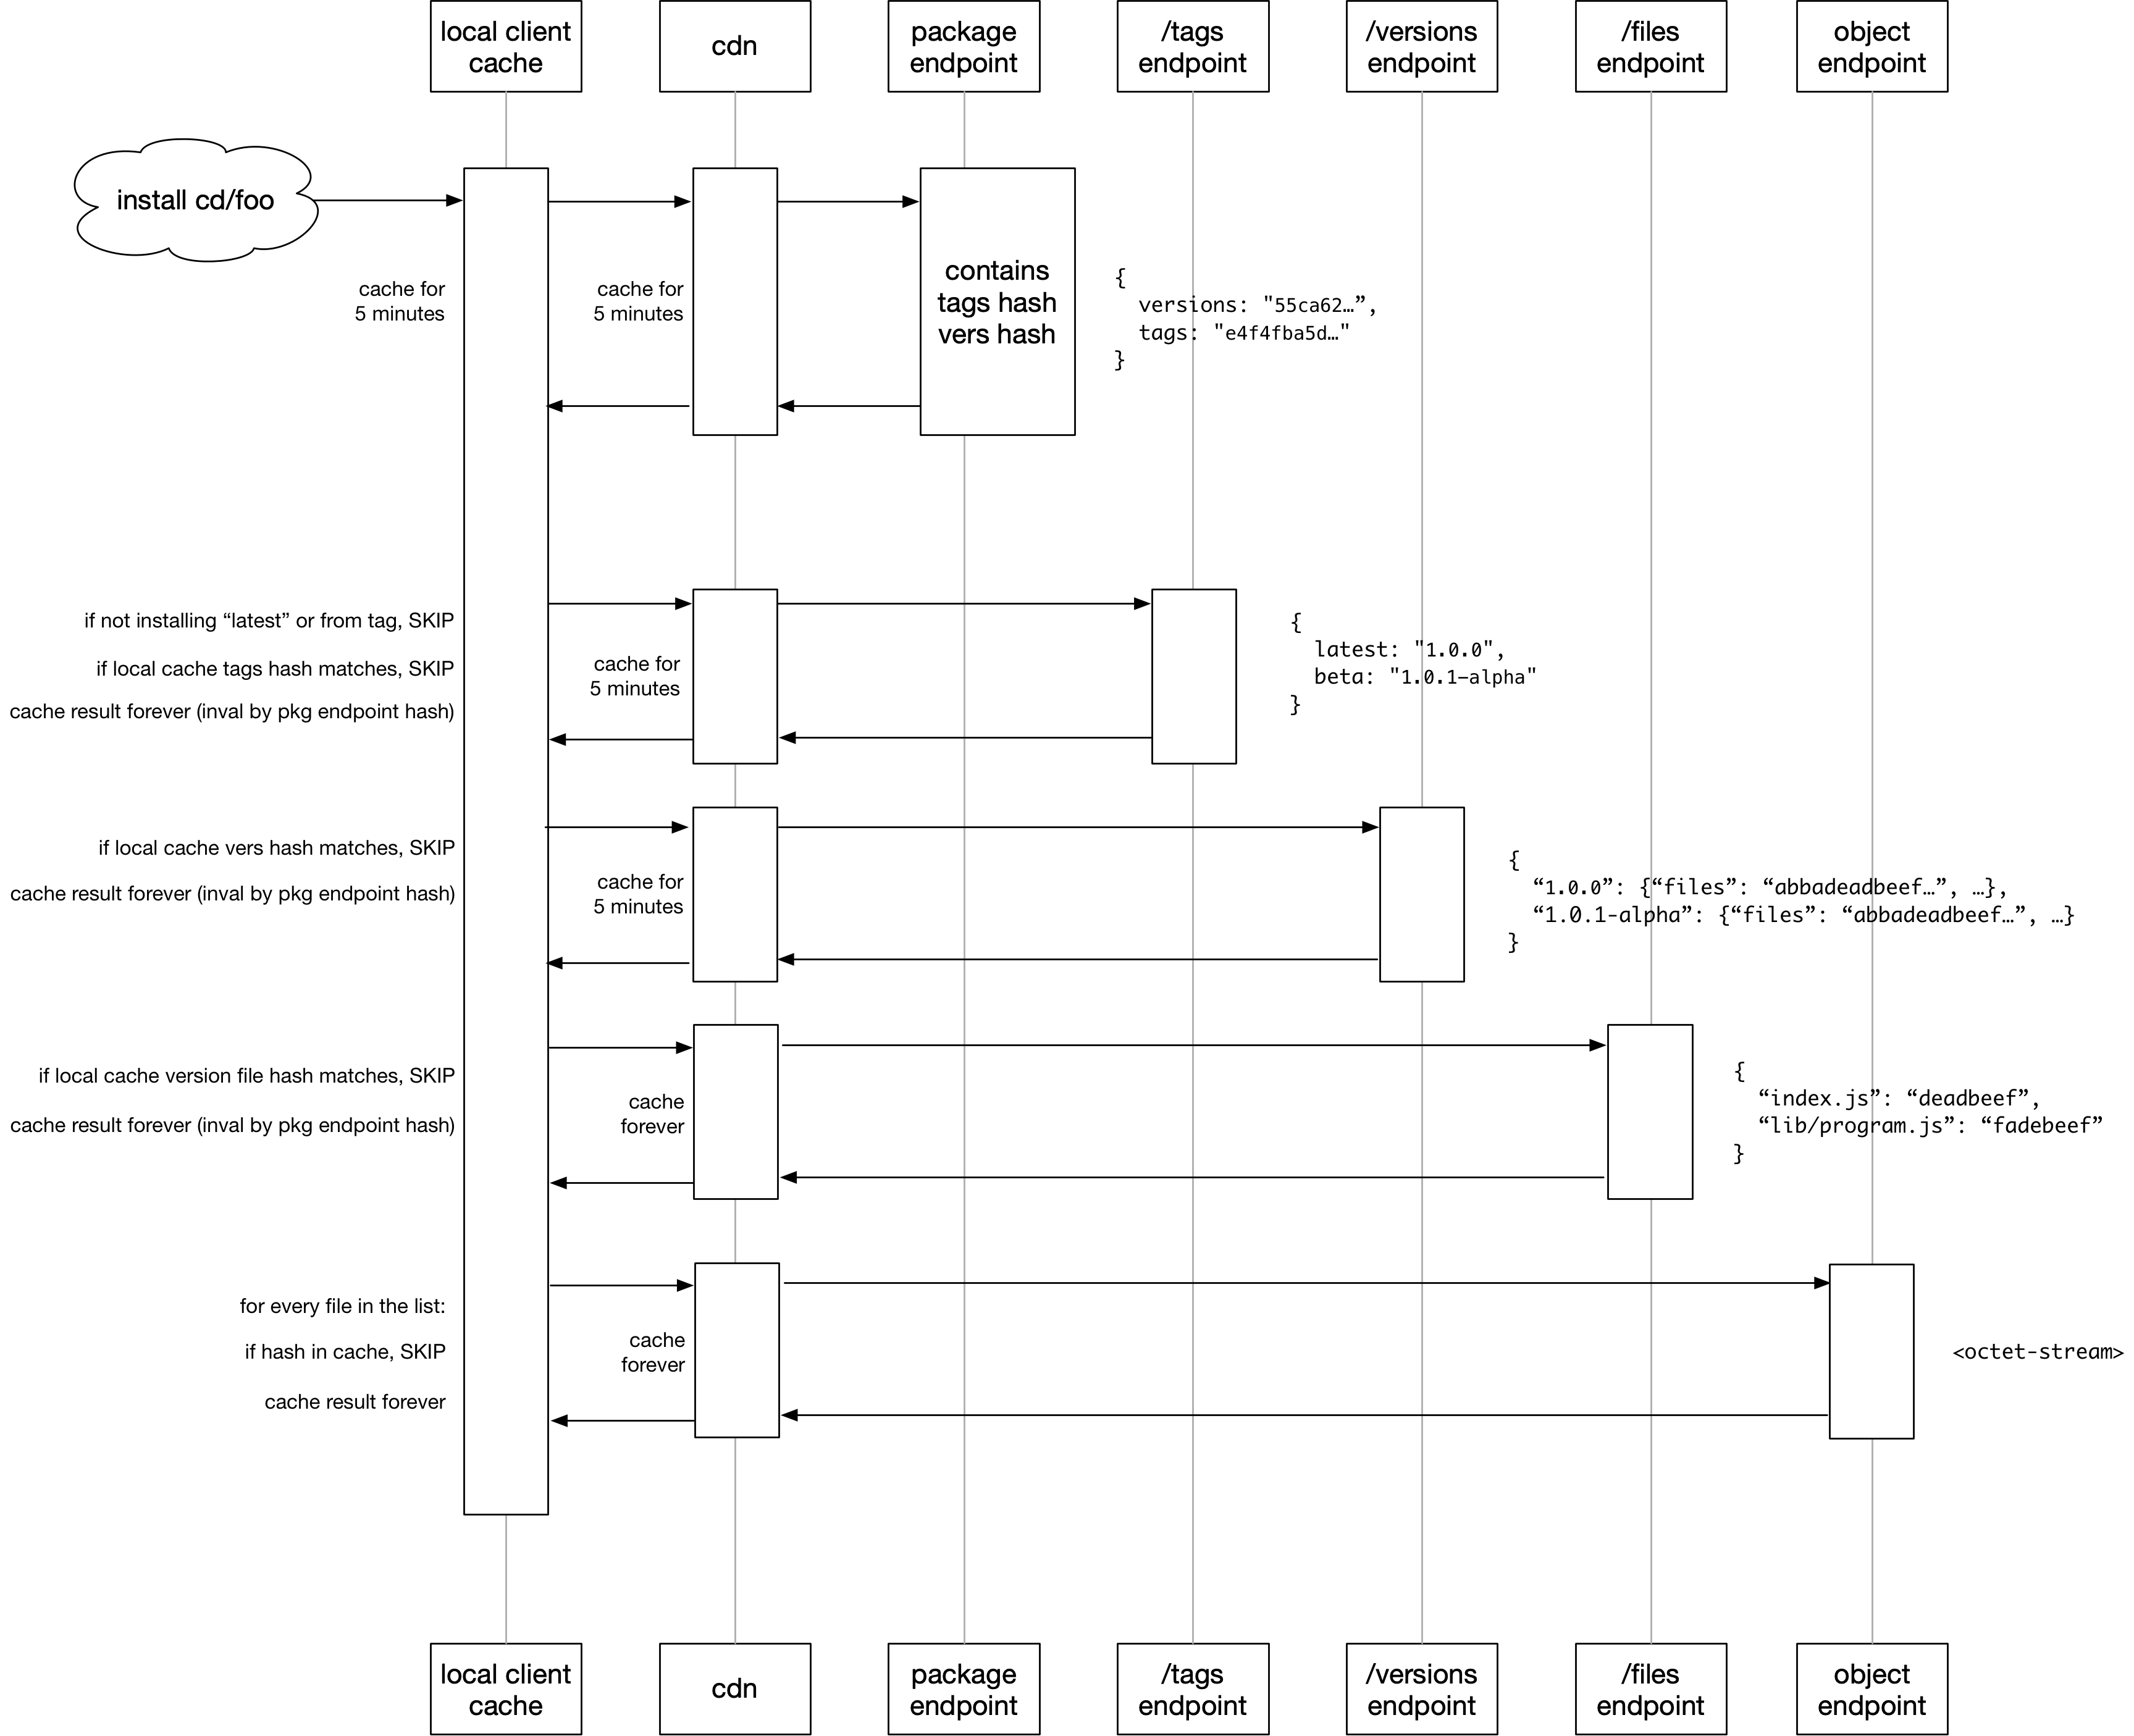 local client
cache
cdn
package
endpoint
/tags
endpoint
/versions
endpoint
/files
endpoint
object
endpoint
install cd/foo
cache for
5 minutes
cache for
5 minutes
contains
tags hash
vers hash
{
versions: "55ca62…”,
tags: "e4f4fba5d…"
}
if not installing “latest” or from tag, SKIP
if local cache tags hash matches, SKIP
cache result forever (inval by pkg endpoint hash)
cache for
5 minutes
{
latest: "1.0.0",
beta: "1.0.1-alpha"
}
if local cache vers hash matches, SKIP
cache result forever (inval by pkg endpoint hash)
cache for
5 minutes
{
“1.0.0”: {“files”: “abbadeadbeef…”, …},
“1.0.1-alpha”: {“files”: “abbadeadbeef…”, …}
}
if local cache version file hash matches, SKIP
cache result forever (inval by pkg endpoint hash)
cache
forever
{
“index.js”: “deadbeef”,
“lib/program.js”: “fadebeef”
}
for every file in the list:
if hash in cache, SKIP
cache result forever
cache
forever
<octet-stream>
local client
cache
cdn
package
endpoint
/tags
endpoint
/versions
endpoint
/files
endpoint
object
endpoint